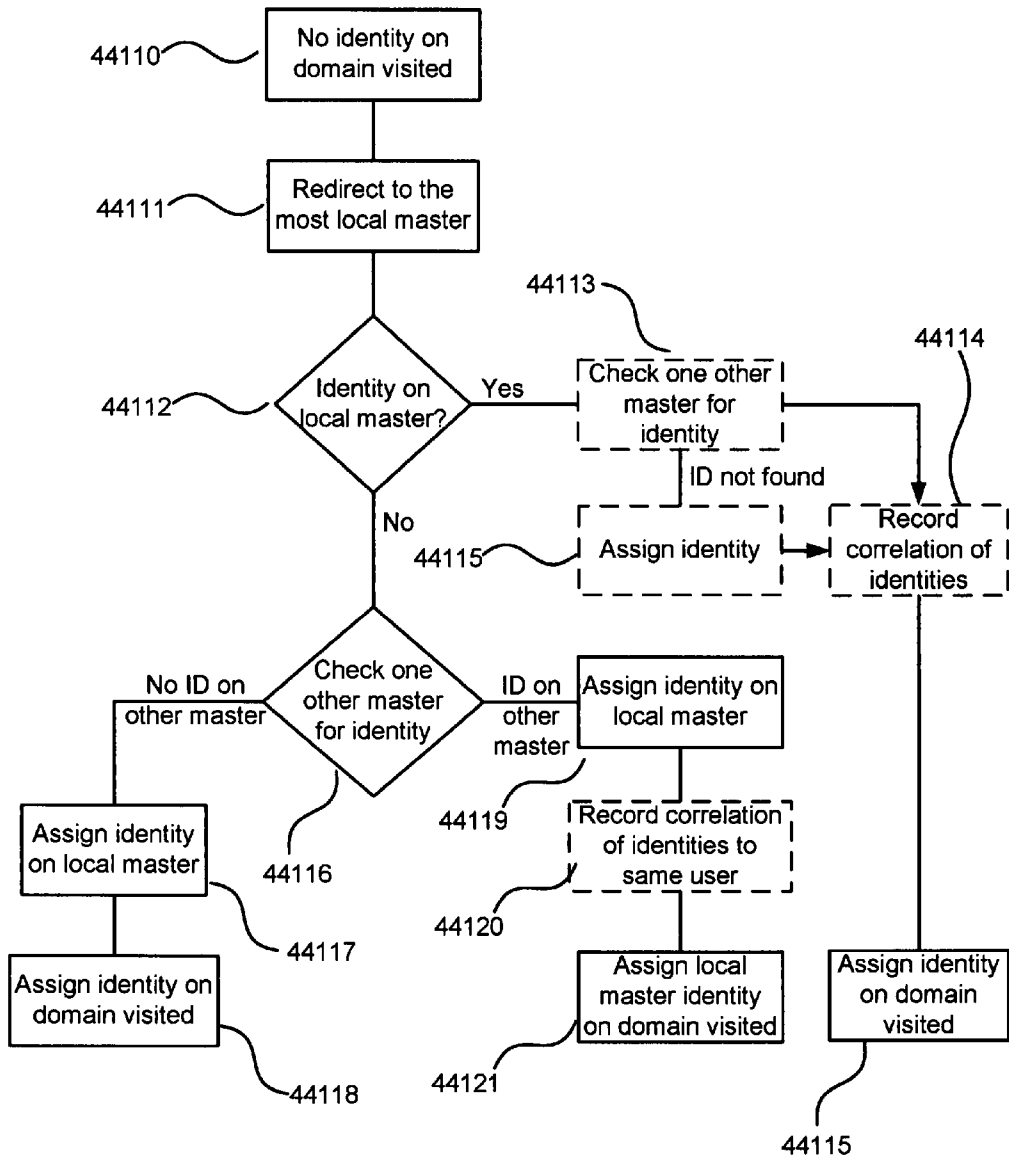 44110
No identity on
domain visited
44111
Redirect to the
most local master
44112
Identity on
local master?
Yes
44113
Check one other
master for
identity
44114
ID not found
No
44115
Assign identity
Record
correlation of
identities
No ID on
other master
Check one
other master
for identity
ID on
other
master
Assign identity on
local master
44116
44119
Assign identity
on local master
44117
Record correlation
of identities to
same user
44120
Assign identity on
domain visited
44118
Assign local
master identity
on domain visited
44121
Assign identity
on domain
visited
44115